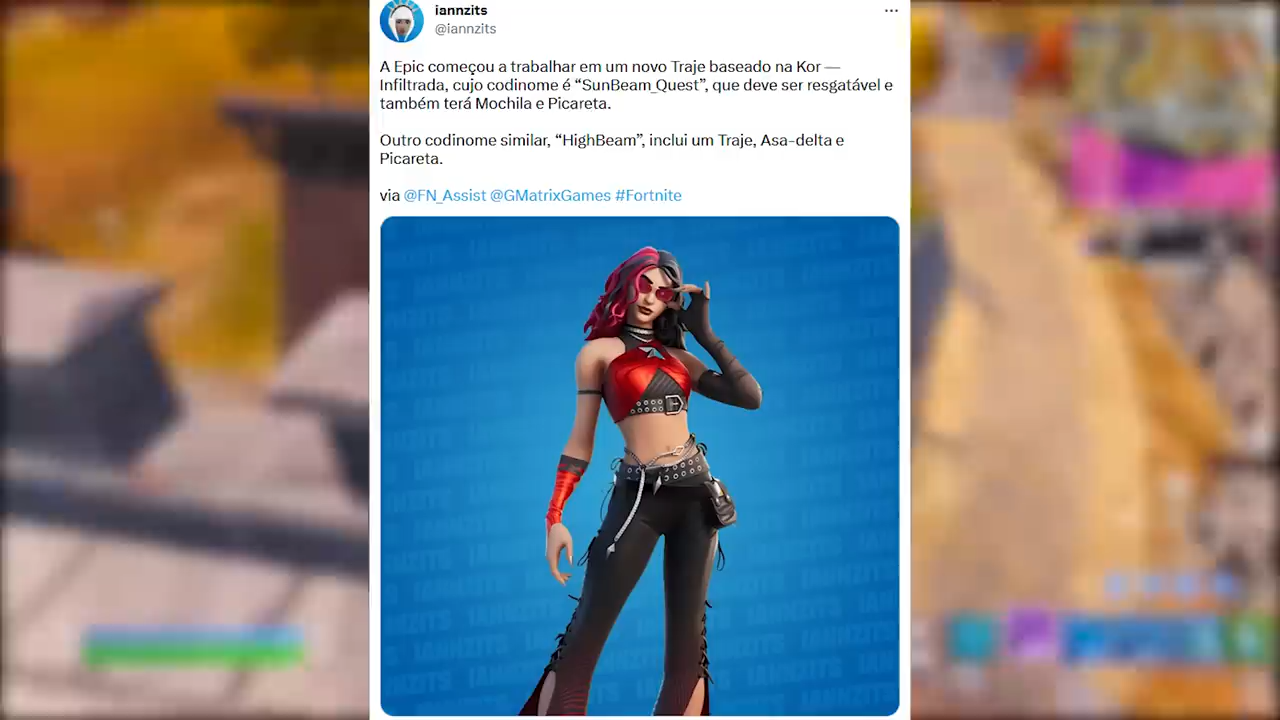 iannzits
@iannzits
A Epic começou a trabalhar em um novo Traje baseado na Kor —
Infiltrada, cujo codinome é “SunBeam_Quest”, que deve ser resgatável e
também terá Mochila e Picareta.
Outro codinome similar, “HighBeam”, inclui um Traje, Asa-delta e
Picareta.
via @FN_Assist @GMatrixGames #Fortnite